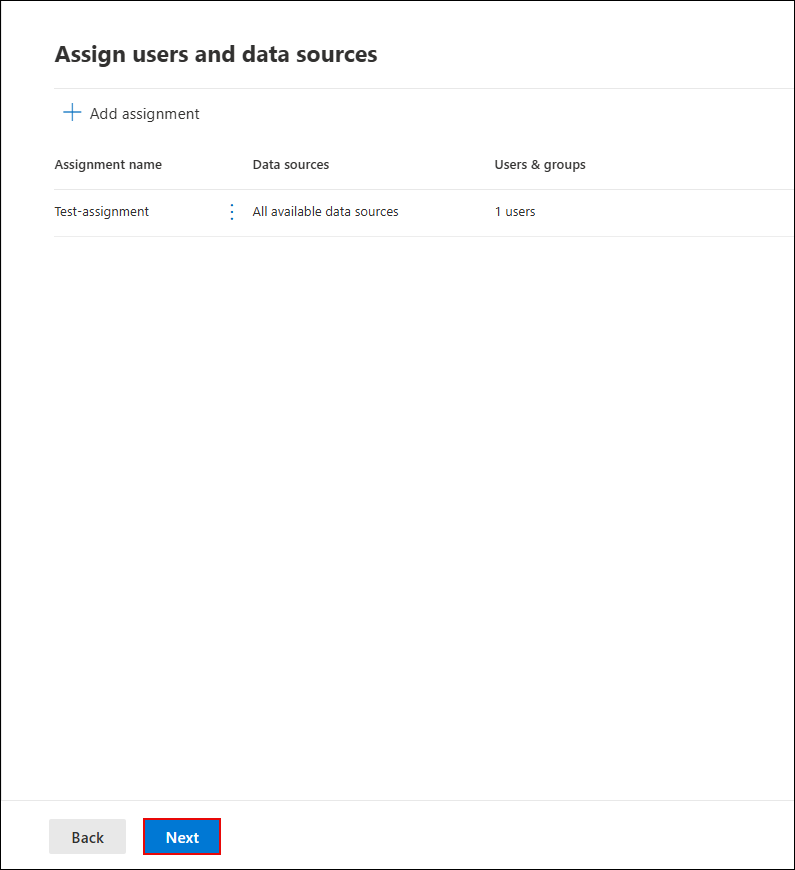 Assign users and data sources
Add assignment
Assignment name Data sources Users & groups
Test-assignment All available data sources 1 users
Back Next